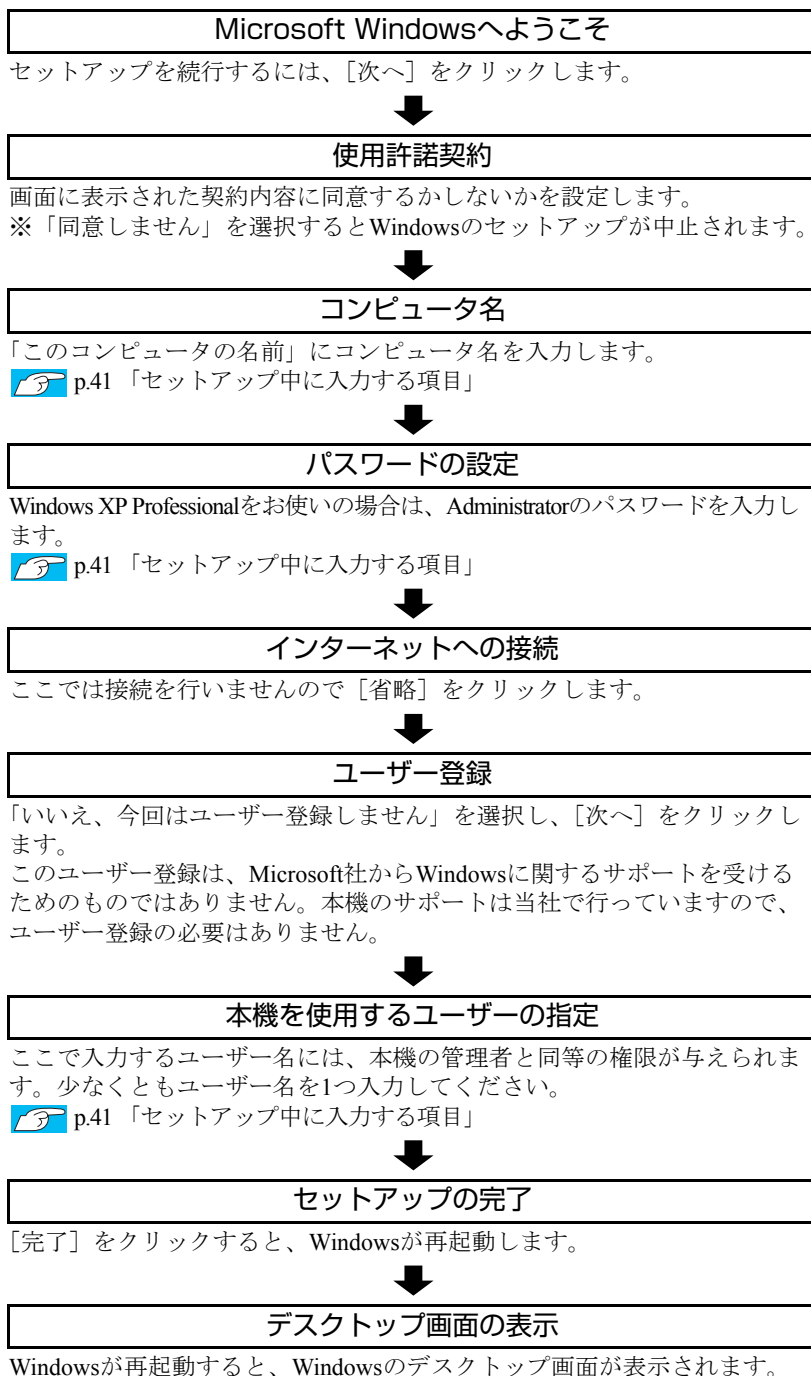 Microsoft Windowsへようこそ
セットアップを続行するには、［次へ］をクリックします。
使用許諾契約
画面に表示された契約内容に同意するかしないかを設定します。
※「同意しません」を選択するとWindowsのセットアップが中止されます。
コンピュータ名
「このコンピュータの名前」にコンピュータ名を入力します。
p.41 「セットアップ中に入力する項目」
パスワードの設定
Windows XP Professionalをお使いの場合は、Administratorのパスワードを入力し
ます。
p.41 「セットアップ中に入力する項目」
インターネットへの接続
ここでは接続を行いませんので［省略］をクリックします。
ユーザー登録
「いいえ、今回はユーザー登録しません」を選択し、［次へ］をクリックし
ます。
このユーザー登録は、Microsoft社からWindowsに関するサポートを受ける
ためのものではありません。本機のサポートは当社で行っていますので、
ユーザー登録の必要はありません。
本機を使用するユーザーの指定
ここで入力するユーザー名には、本機の管理者と同等の権限が与えられま
す。少なくともユーザー名を1つ入力してください。
p.41 「セットアップ中に入力する項目」
セットアップの完了
［完了］をクリックすると、Windowsが再起動します。
デスクトップ画面の表示
Windowsが再起動すると、Windowsのデスクトップ画面が表示されます。